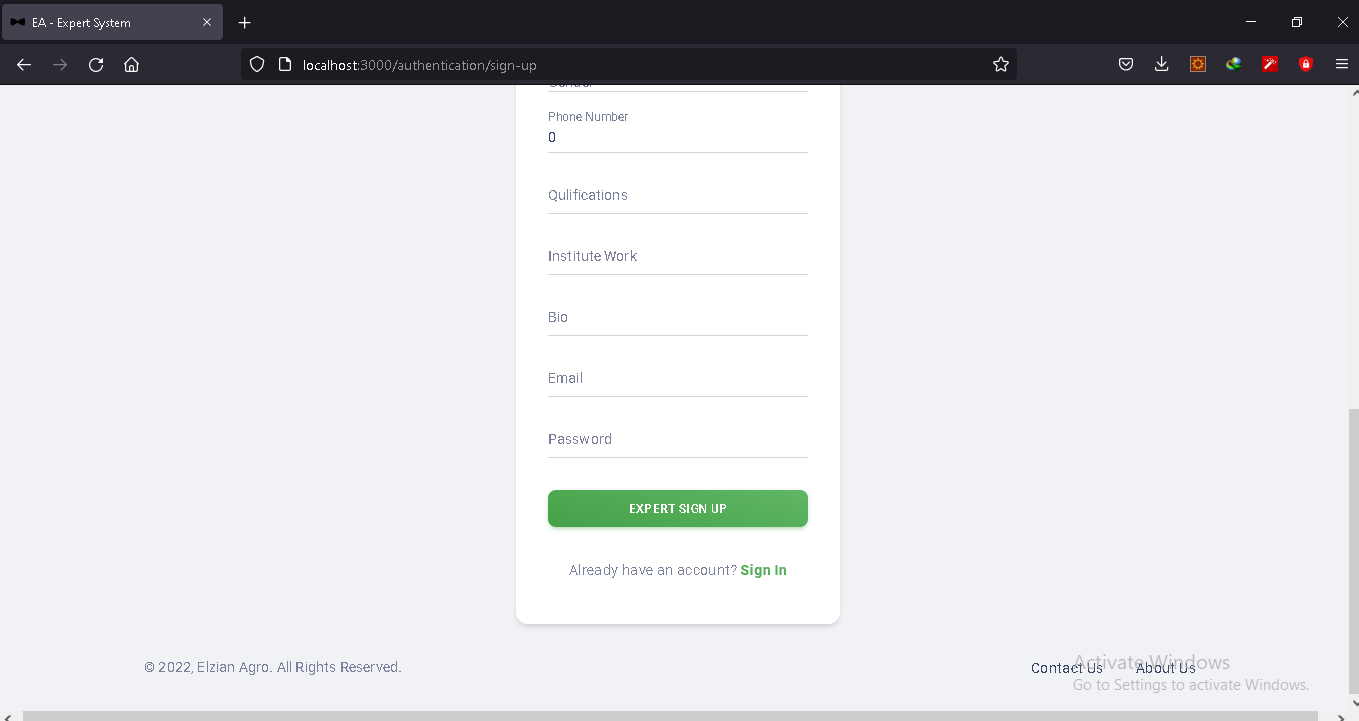 EA - Expert System
localhost:3000/authentication/sign-up
Phone Number
0
Qulifications
Institute Work
Bio
Email
Password
EXPERT SIGN UP
Already have an account? Sign In
© 2022, Elzian Agro. All Rights Reserved.
Contact Us
About Us
Activate Windows
Go to Settings to activate Windows.